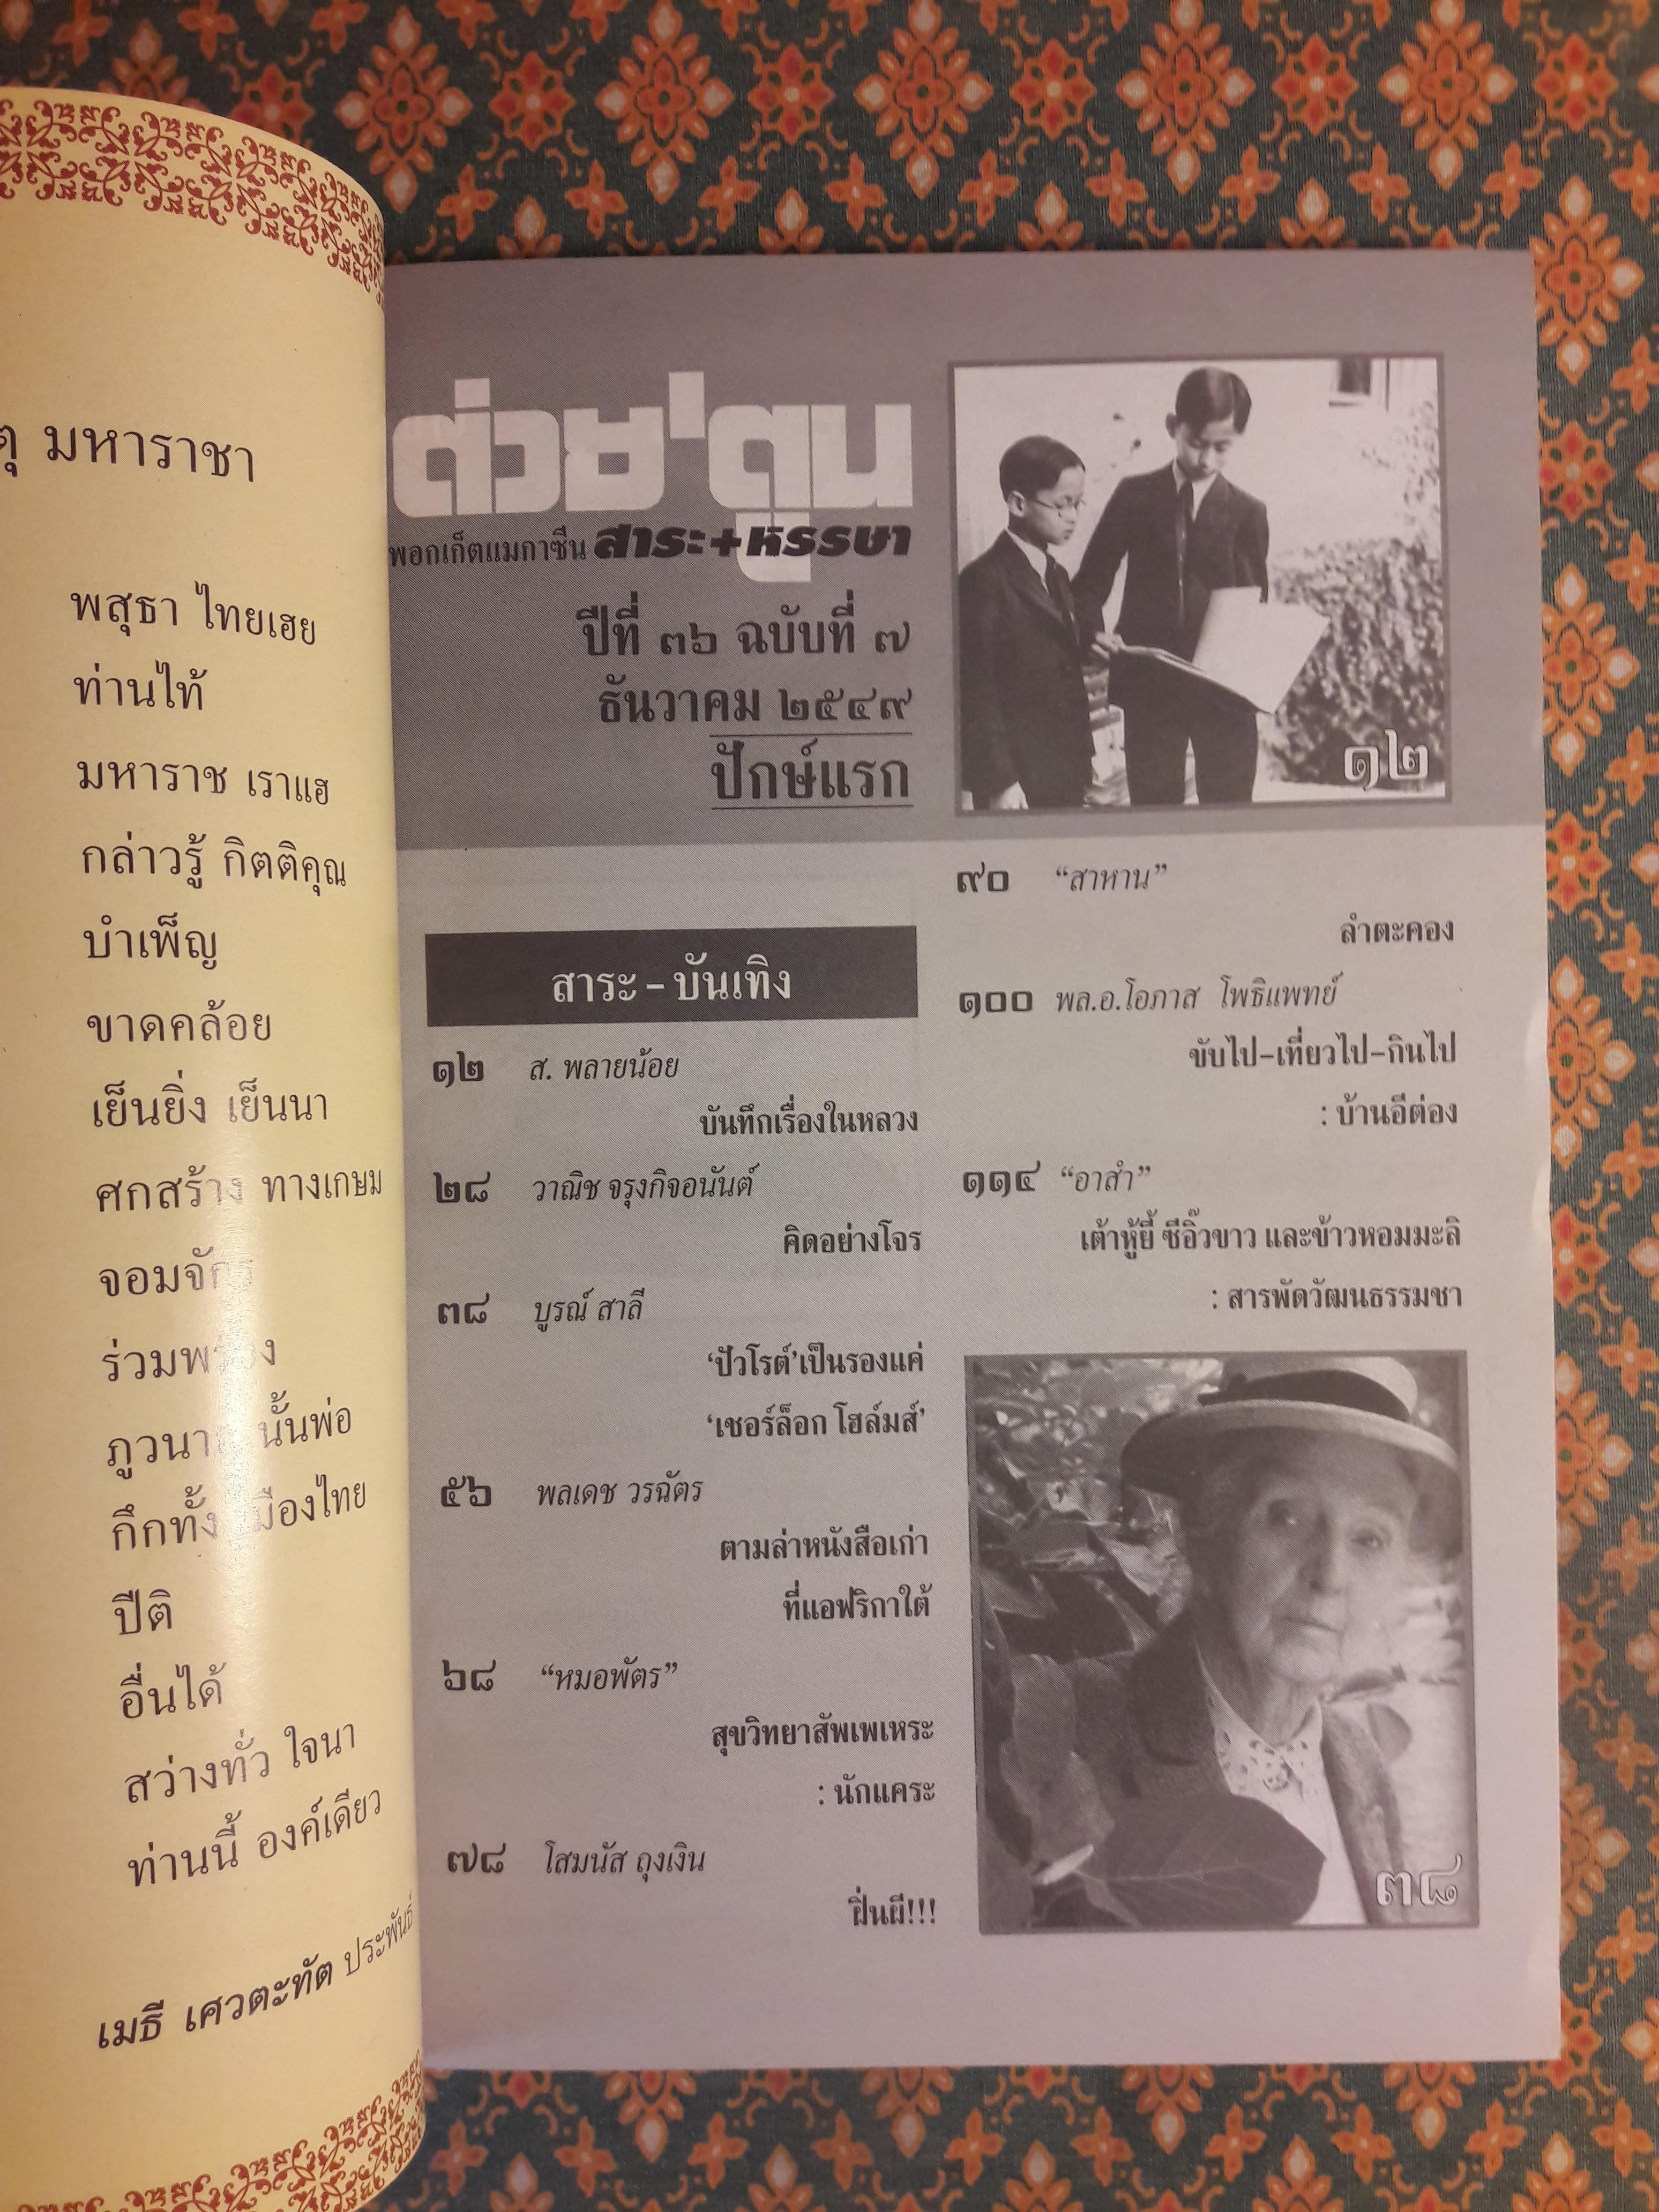 มหาราชา
พสุธา ไทยเฮย
ท่านไท้
มหาราช เราแฮ
กล่าวรู้ กิตติคุณ
บำเพ็ญ
ขาดคล้อย
เย็นยิ่ง เย็นนา
ศกสร้าง ทางเกษม
ร่วม
นั้นพ่อ
กึกทั้ง เมืองไทย
ปีติ
อื่นได้
สว่างทั่ว ใจนา
ท่านนี้ องค์เดียว
เมธี เศวตะทัต ประพันธ์
ต่วย'ตูน
พอกเก็ตแมกาซีน สาระ+หรรษา
ปีที่ ๓๖ ฉบับที่ ๗
ธันวาคม ๒๕๔๙
ปักษ์แรก
๑๒
สาระ - บันเทิง
๑๒ ส. พลายน้อย
บันทึกเรื่องในหลวง
๒๘ วาณิช จรุงกิจอนันต์
คิดอย่างโจร
๓๘ บูรณ์ สาลี
‘ปัวโรต์’เป็นรองแค่
‘เชอร์ล็อก โฮล์มส์’
๕๖ พลเดช วรฉัตร
ตามล่าหนังสือเก่า
ที่แอฟริกาใต้
๖๘ “หมอพัตร”
สุขวิทยาสัพเพเหระ
: นักแคระ
๗๘ โสมนัส ถุงเงิน
ฝิ่นผี!!!
๙๐ “สาหาน”
ลำตะคอง
๑๐๐ พล.อ.โอภาส โพธิแพทย์
ขับไป-เที่ยวไป-กินไป
: บ้านอีต่อง
๑๑๔ “อาสำ”
เต้าหู้ยี้ ซีอิ๊วขาว และข้าวหอมมะลิ
: สารพัดวัฒนธรรมชา
๓๘